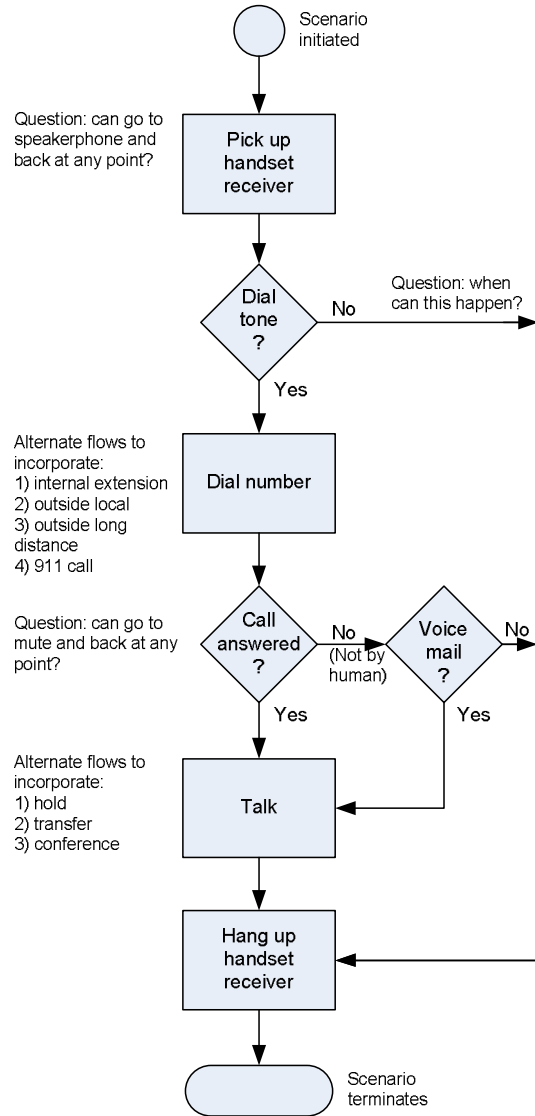 Scenario
initiated
Question: can go to
speakerphone and
back at any point?
Pick up
handset
receiver
Question: when
can this happen?
Dial
tone
?
No
Yes
Alternate flows to
incorporate:
1) internal extension
2) outside local
3) outside long
distance
4) 911 call
Dial number
Question: can go to
mute and back at any
point?
Call
answered
?
No
(Not by
human)
Voice
mail
?
No
Yes
Yes
Alternate flows to
incorporate:
1) hold
2) transfer
3) conference
Talk
Hang up
handset
receiver
Scenario
terminates